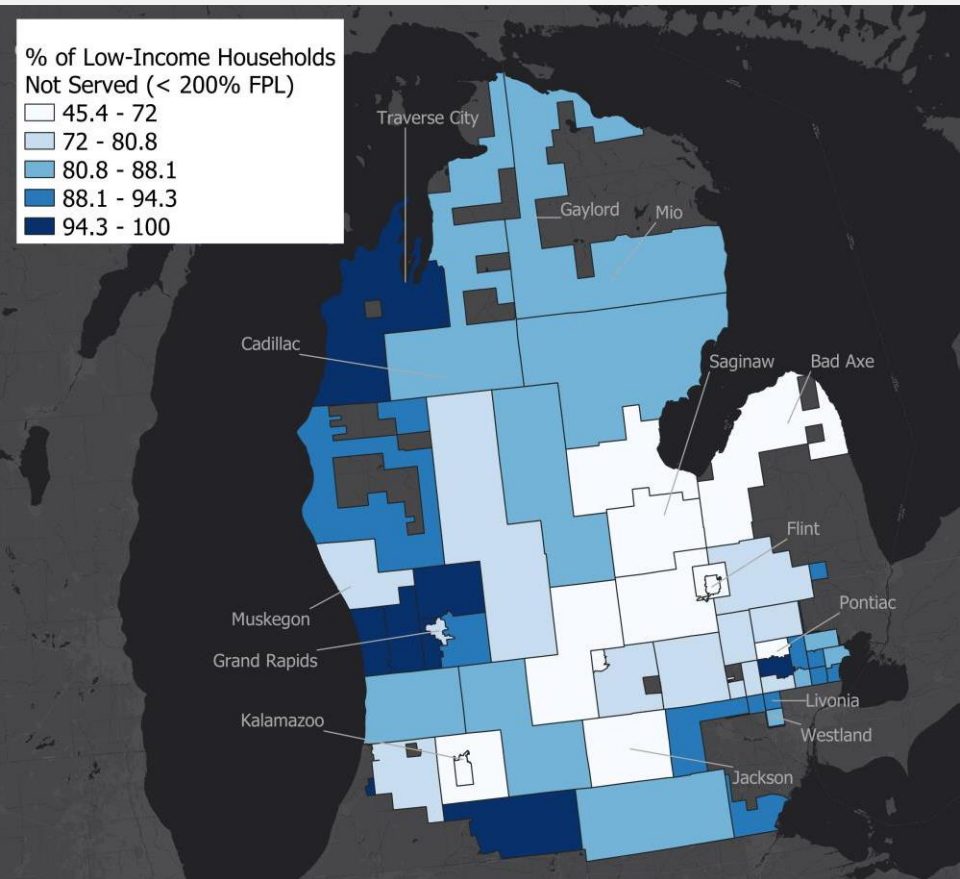 % of Low-Income Households
Not Served (< 200% FPL)
45.4 - 72
72 - 80.8
80.8 - 88.1
88.1 - 94.3
94.3 - 100
Traverse City
Gaylord
Mio
Cadillac
Saginaw
Bad Axe
Flint
Muskegon
Pontiac
Grand Rapids
Livonia
Kalamazoo
Westland
Jackson